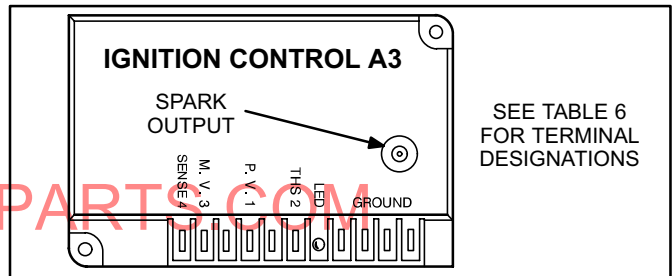 IGNITION CONTROL A3
SPARK
OUTPUT
SEE TABLE 6
FOR TERMINAL
DESIGNATIONS
SENSE 4
M. V. 3
P. V. 1
THS 2
LED
GROUND
PARTS.COM